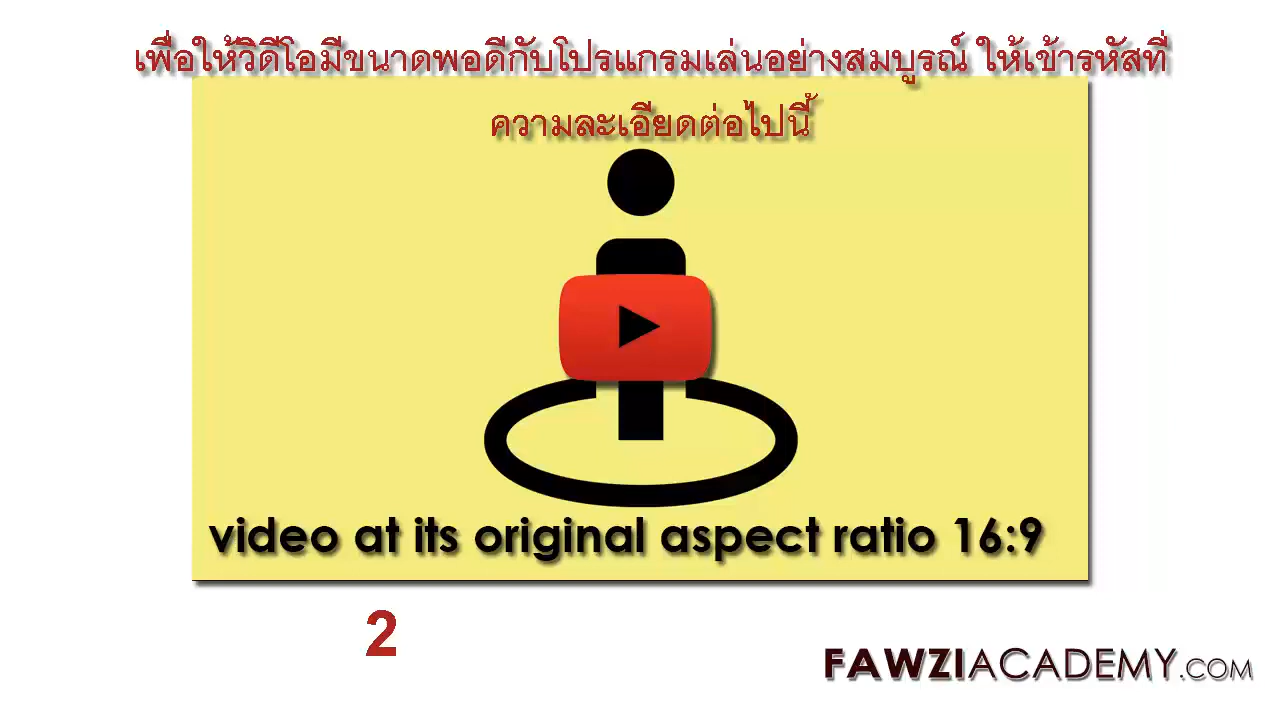 เพื่อให้วิดีโอมีขนาดพอดีกับโปรแกรมเล่นอย่างสมบูรณ์ ให้เข้ารหัสที่
ความละเอียดต่อไปนี้
video at its original aspect ratio 16:9
2
FAWZIACADEMY.COM